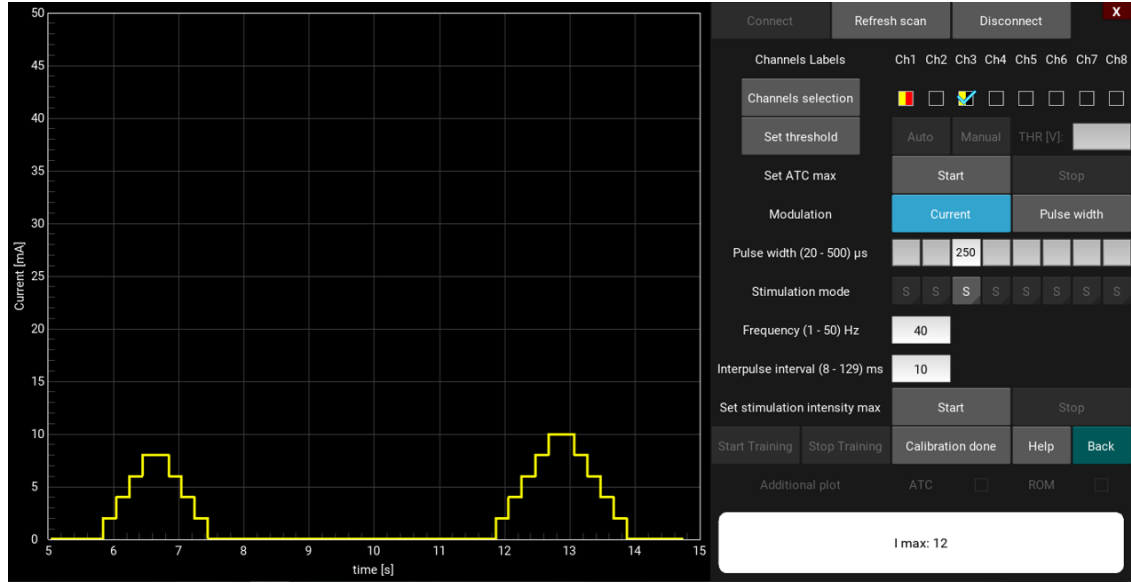 50
45
40
35
30
25
20
15
10
5
0
Current [mA]
5 6 7 8 9 10 11 12 13 14 15
time [s]
Connect Refresh scan Disconnect X
Channels Labels Ch1 Ch2 Ch3 Ch4 Ch5 Ch6 Ch7 Ch8
Channels selection
Set threshold Auto Manual THR [V]:
Set ATC max Start Stop
Modulation Current Pulse width
Pulse width (20 - 500) µs 250
Stimulation mode S S S S S S S S
Frequency (1 - 50) Hz 40
Interpulse interval (8 - 129) ms 10
Set stimulation intensity max Start Stop
Start Training Stop Training Calibration done Help Back
Additional plot ATC ROM
I max: 12